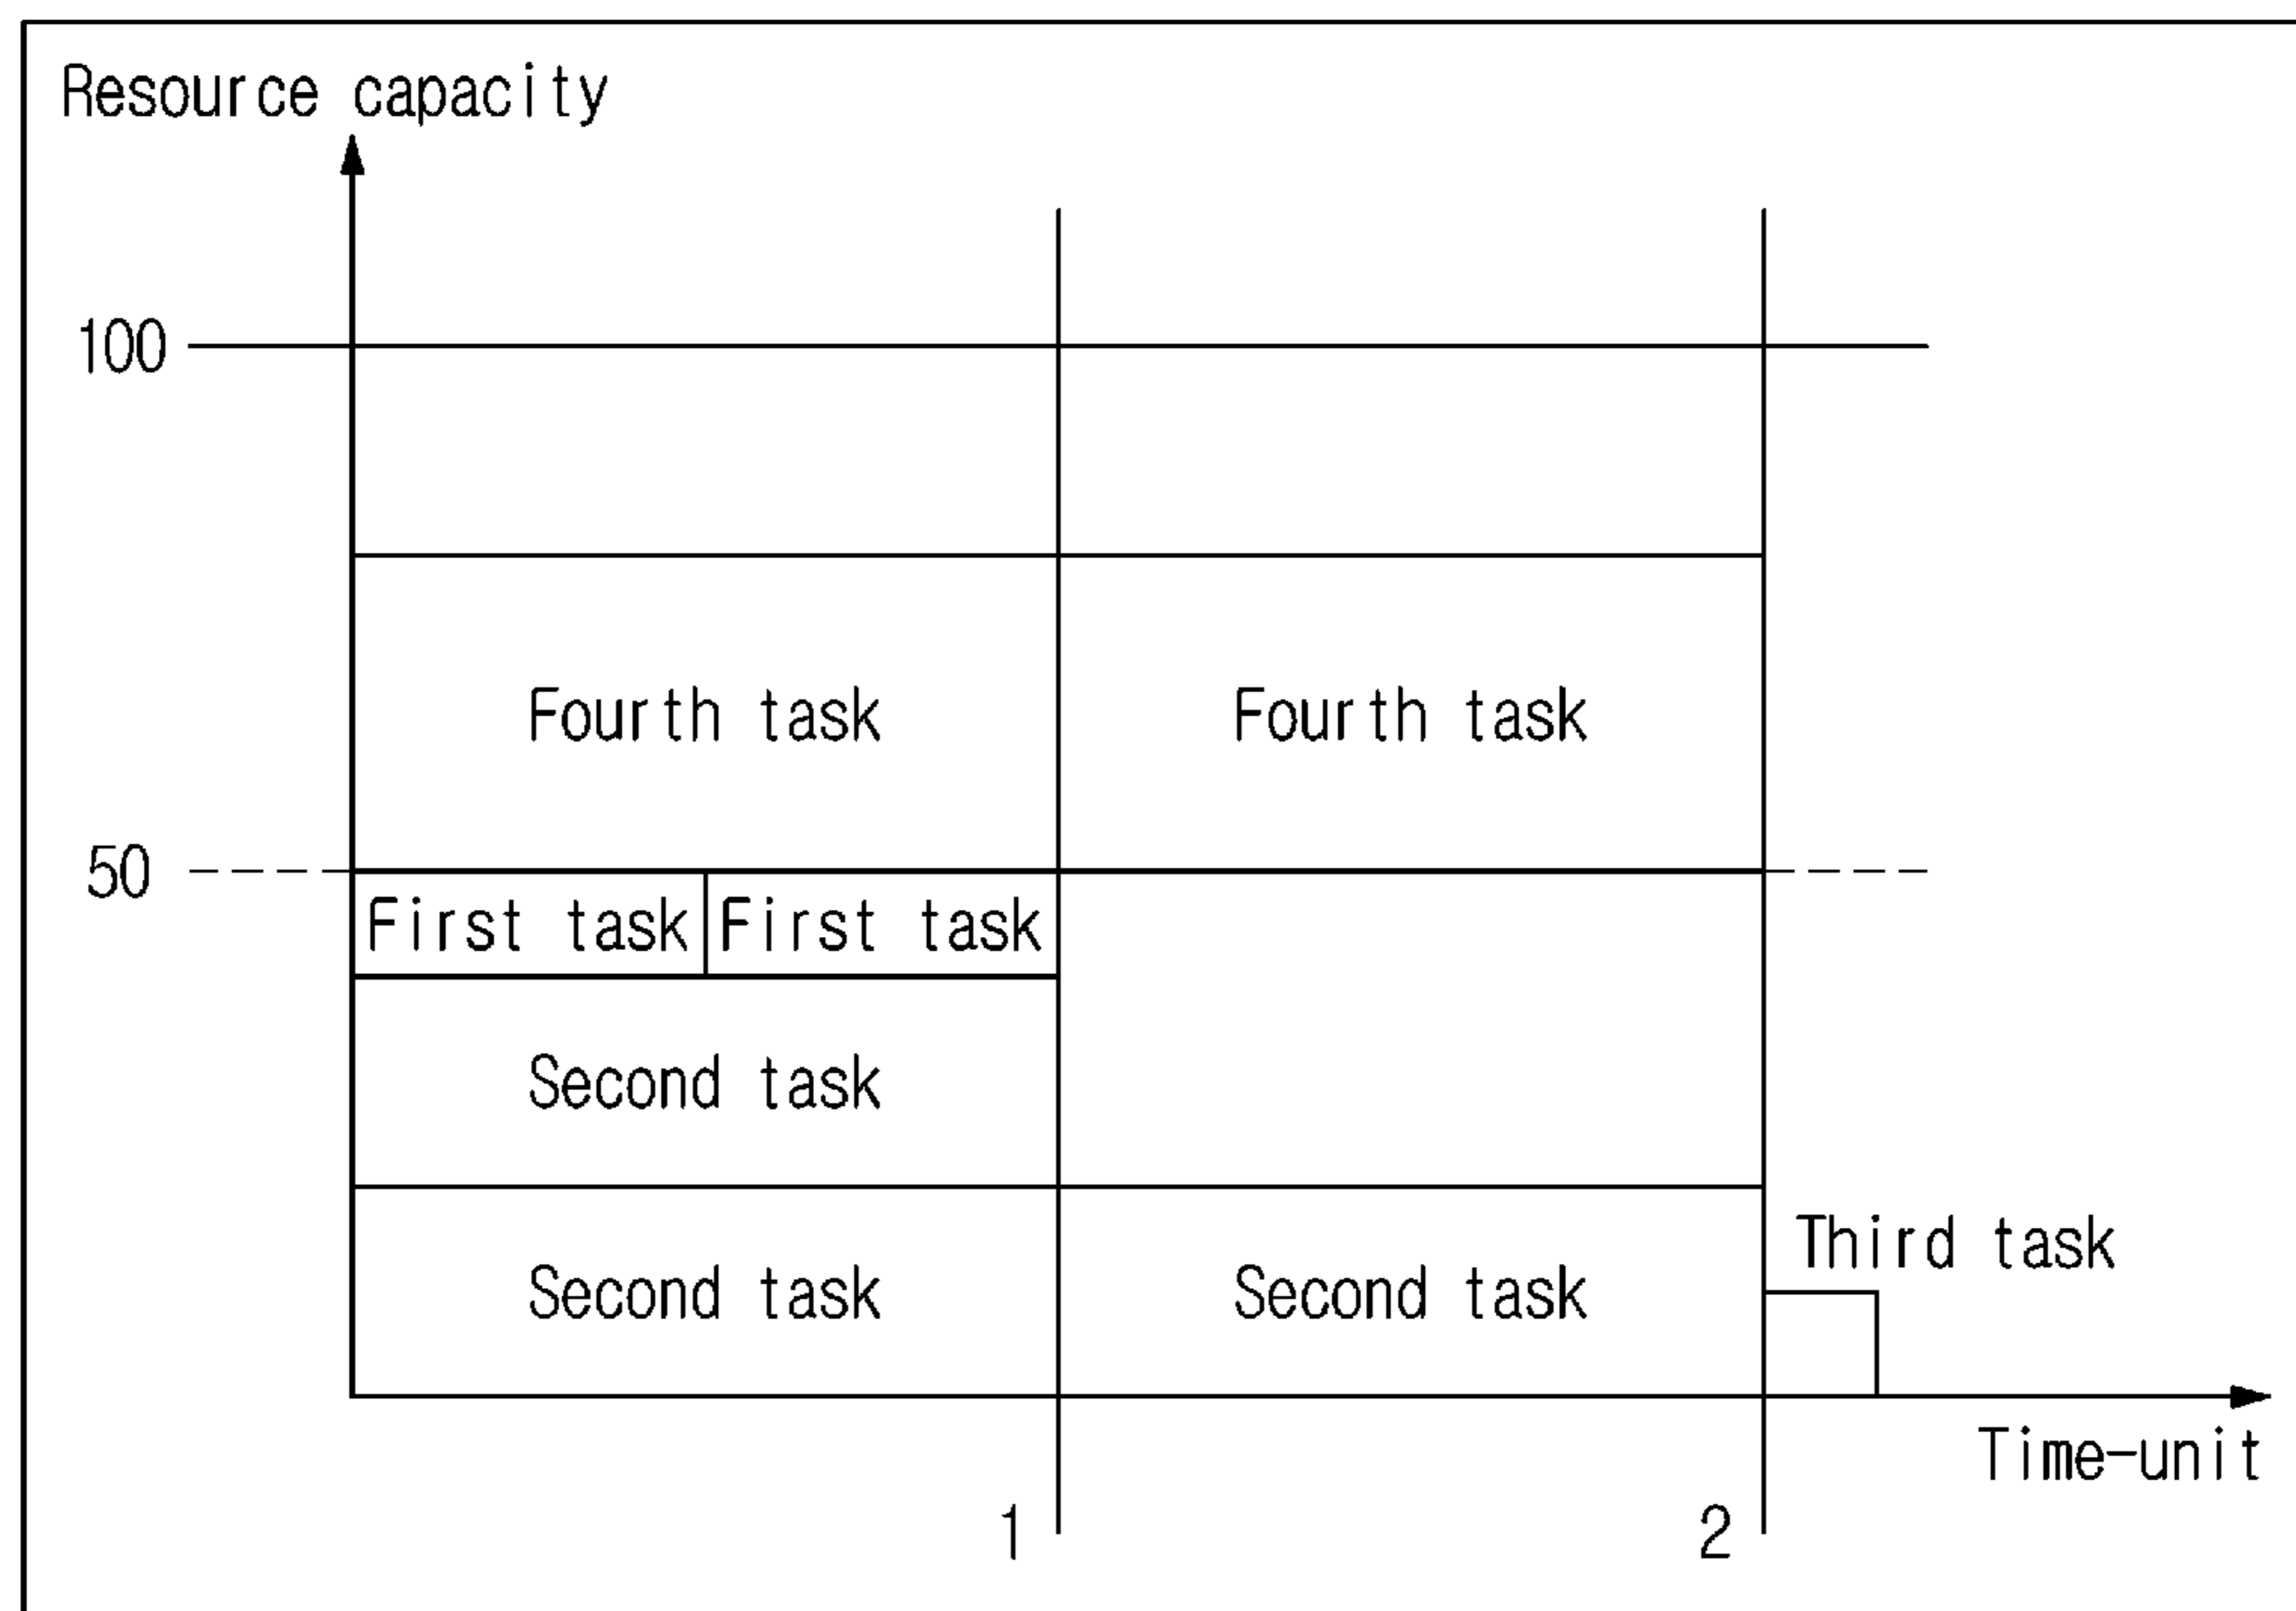 Resource capacity
100
Fourth task Fourth task
50
First task First task
Second task
Third task
Second task Second task
Time-unit
1 2